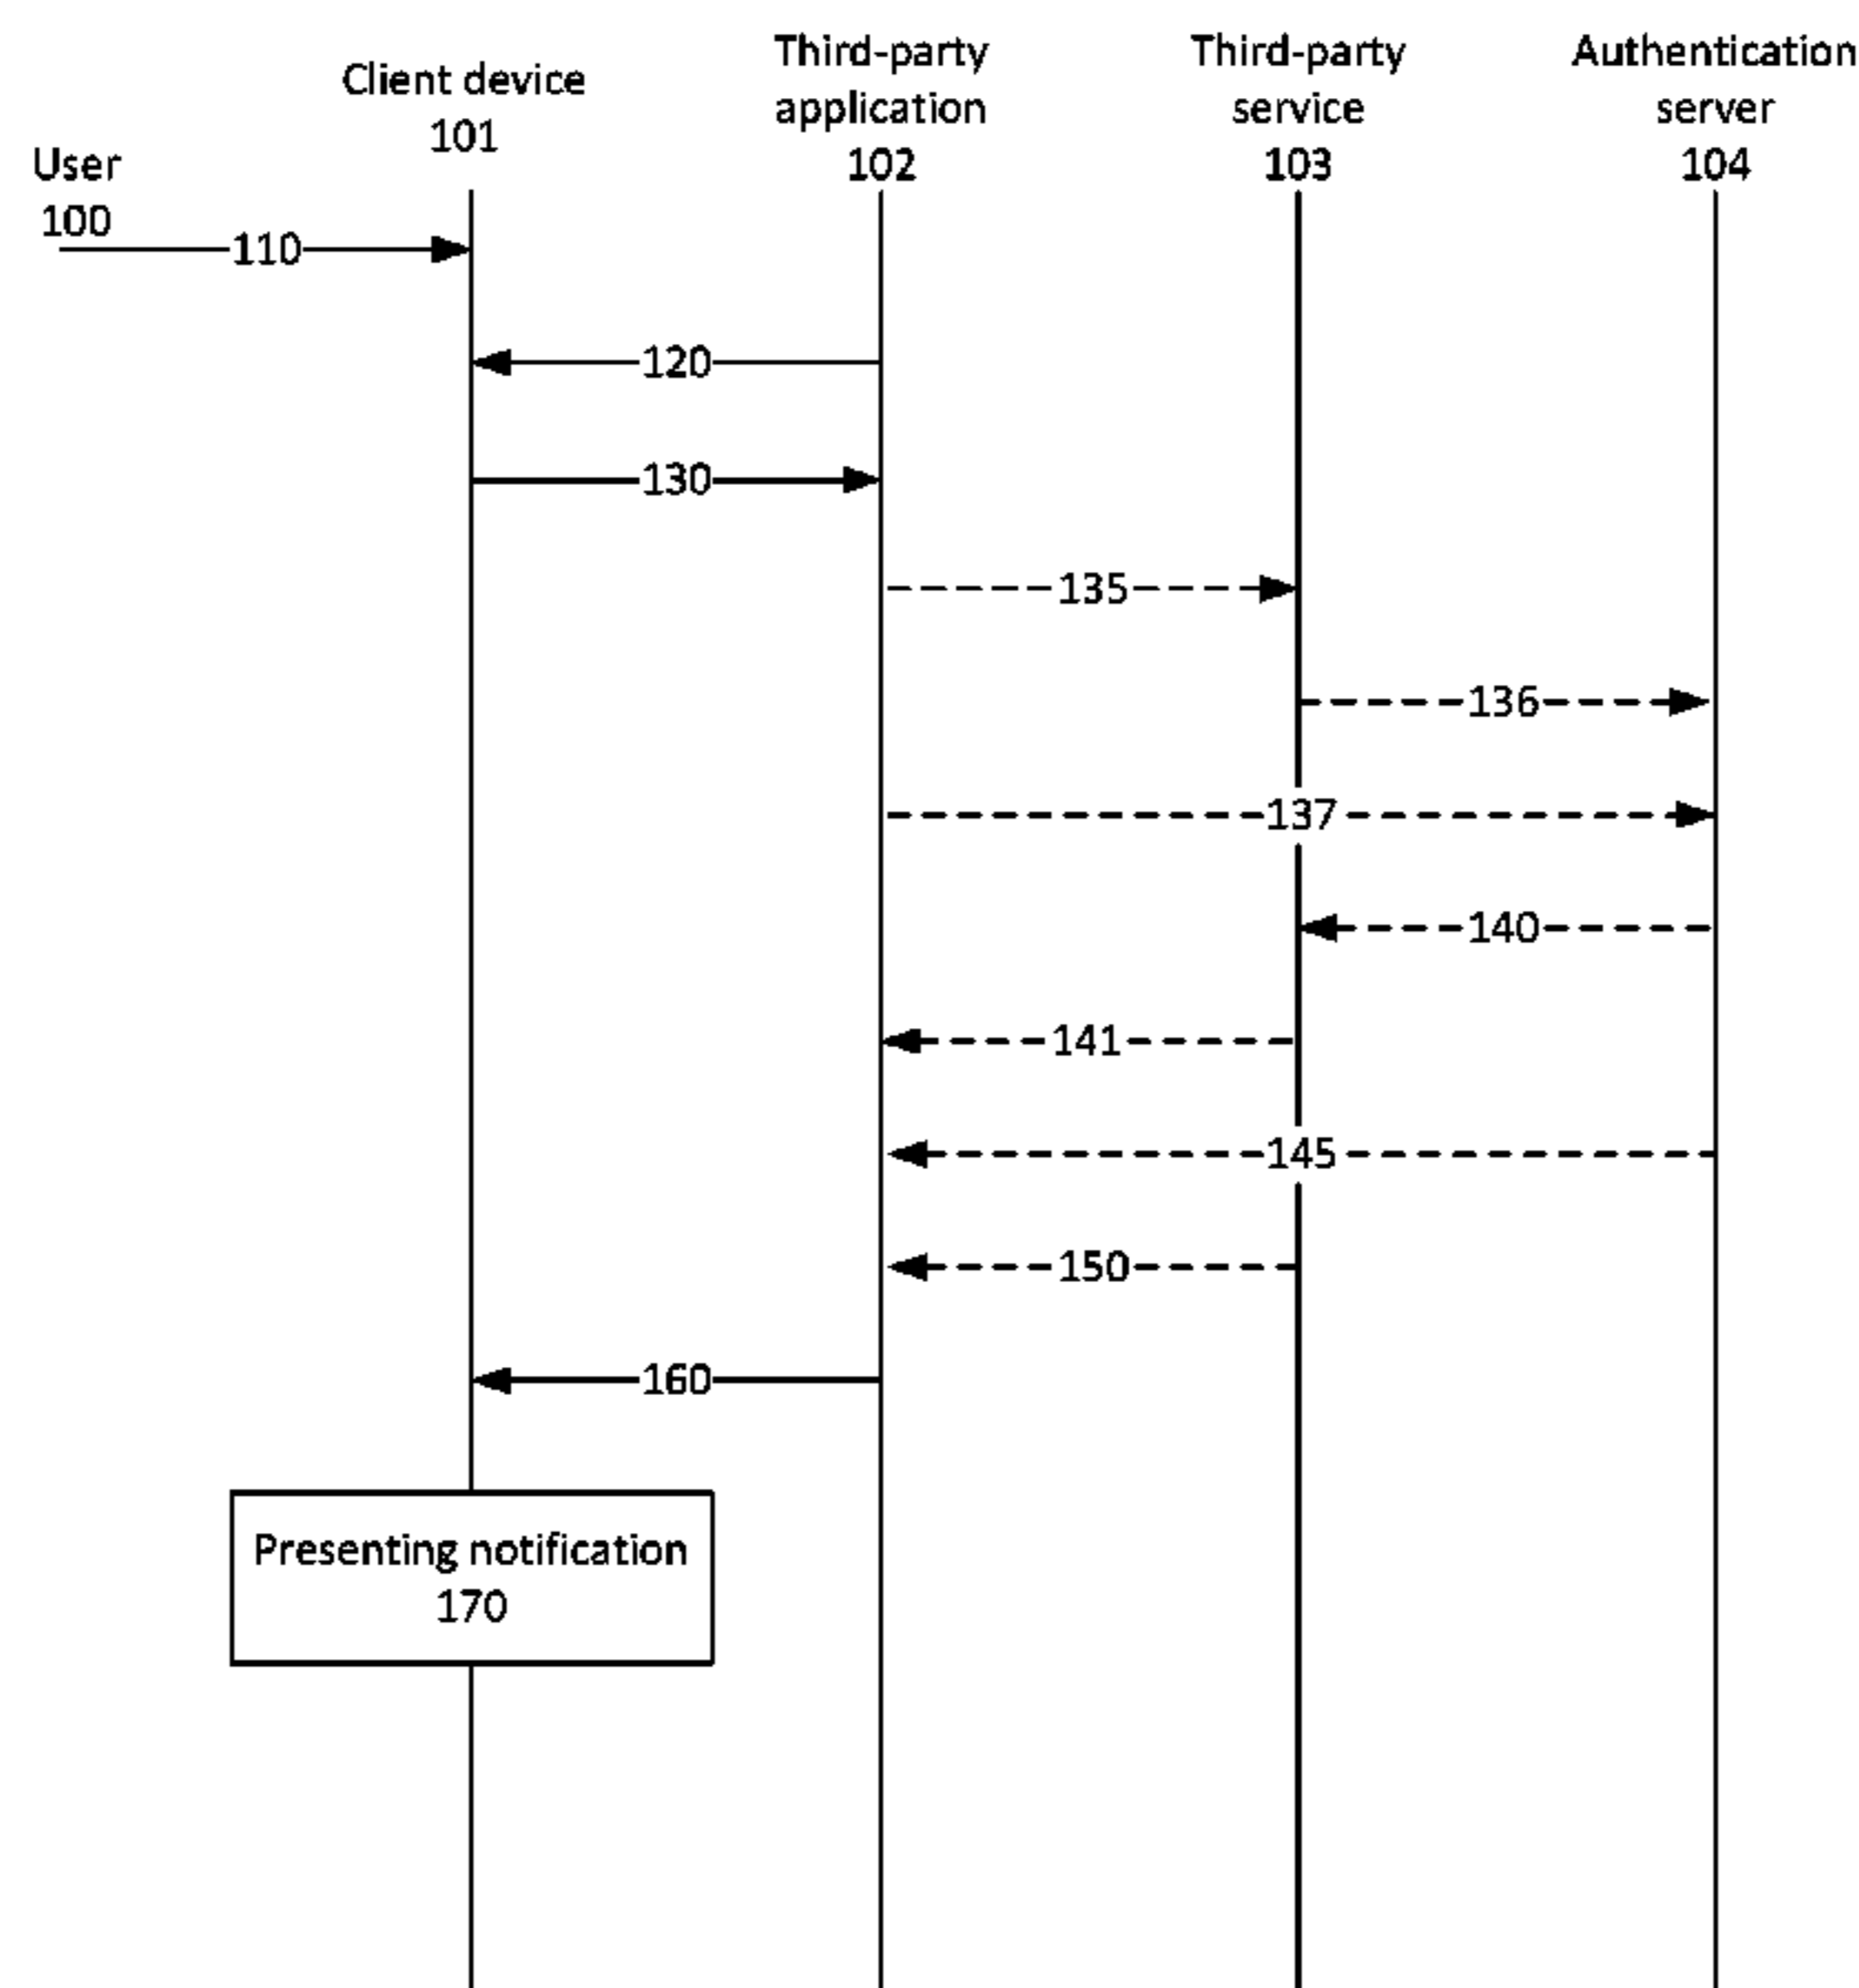 User
100
Client device
101
Third-party
application
102
Third-party
service
103
Authentication
server
104
110
120
130
135
136
137
140
141
145
150
160
Presenting notification
170